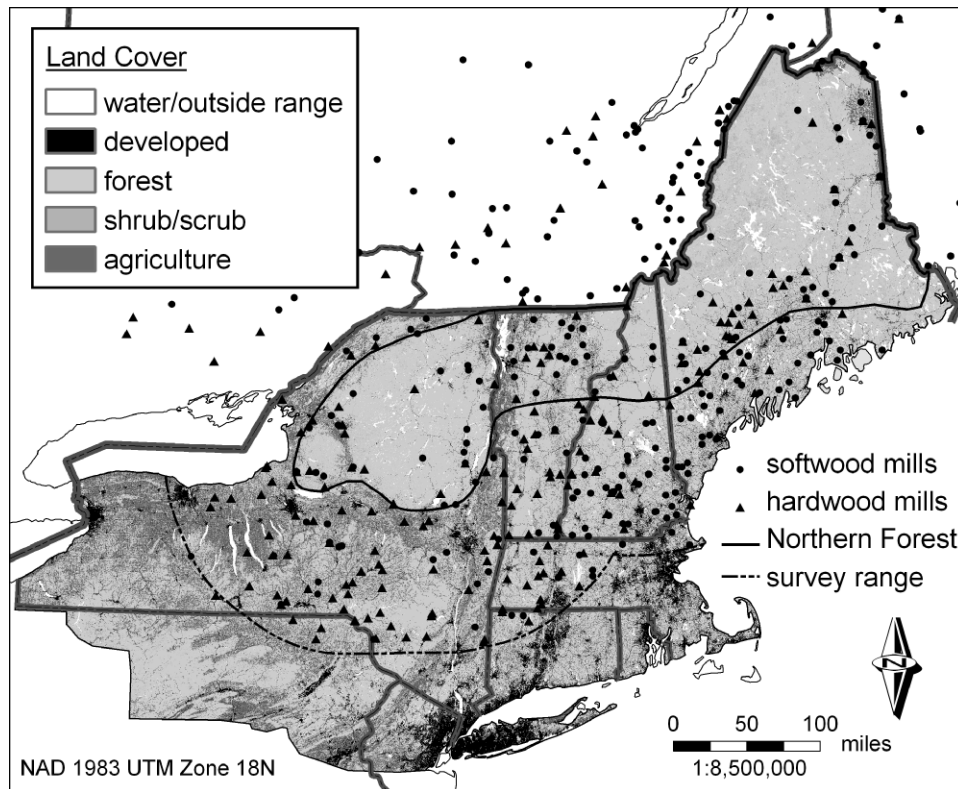 Land Cover
water/outside range
developed
forest
shrub/scrub
agriculture
softwood mills
hardwood mills
Northern Forest
survey range
N
0 50 100
miles
1:8,500,000
NAD 1983 UTM Zone 18N